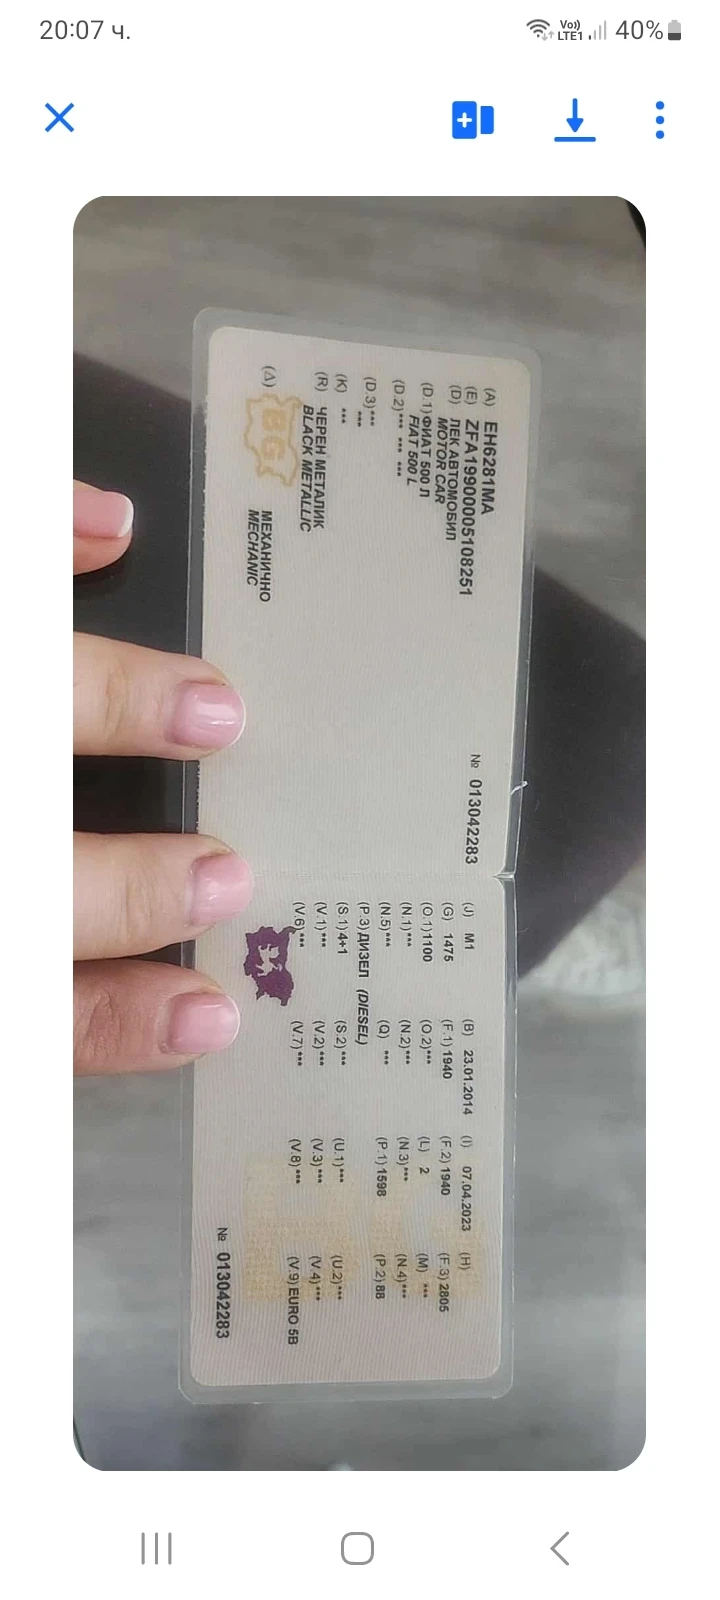 20:07 ч.
Vo))
LTE1
40%
(A) EH6281MA
(E) ZFA19900005108251
(D) ЛЕК АВТОМОБИЛ
MOTOR CAR
(D.1) ФИАТ 500 Л
FIAT 500 L
(D.2) *** *** ***
(D.3) ***
***
(K) ***
(R) ЧЕРЕН МЕТАЛИК
BLACK METALLIC
(Δ) BG МЕХАНИЧНО
MECHANIC
№ 013042283
(J) M1 (B) 23.01.2014 (I) 07.04.2023 (H)
(G) 1475 (F.1) 1940 (F.2) 1940 (F.3) 2805
(O.1) 1100 (O.2) *** (L) 2 (M) ***
(N.1) *** (N.2) *** (N.3) *** (N.4) ***
(N.5) *** (Q) *** (P.1) 1598 (P.2) 88
(P.3) ДИЗЕЛ (DIESEL)
(S.1) 4+1 (S.2) *** (U.1) *** (U.2) ***
(V.1) *** (V.2) *** (V.3) *** (V.4) ***
(V.6) *** (V.7) *** (V.8) *** (V.9) EURO 5B
№ 013042283